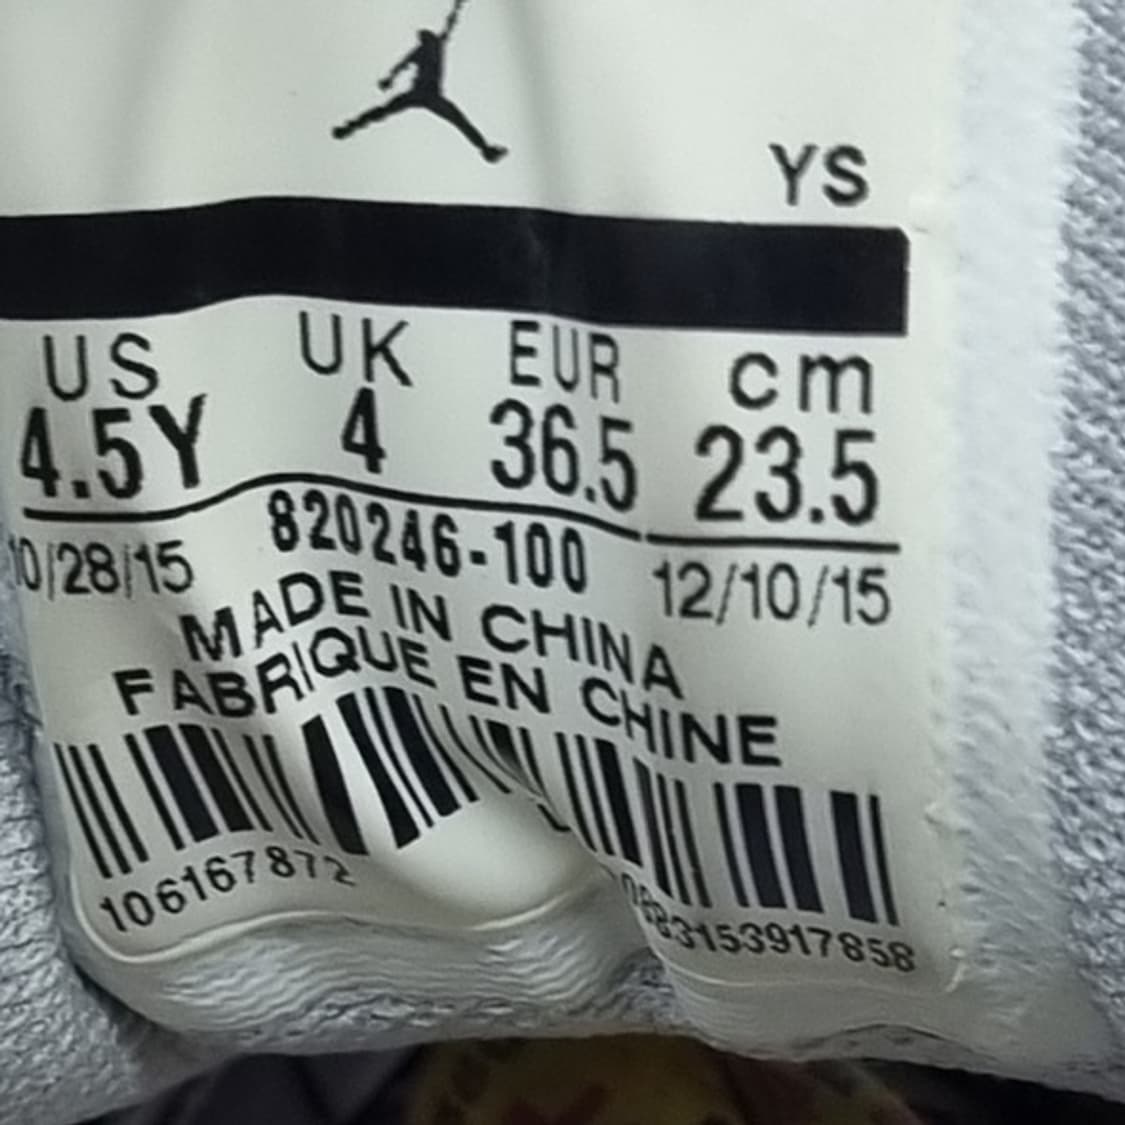 YS
US UK EUR cm
4.5Y 4 36.5 23.5
10/28/15 820246-100 12/10/15
MADE IN CHINA
FABRIQUE EN CHINE
106167872 0883153917858